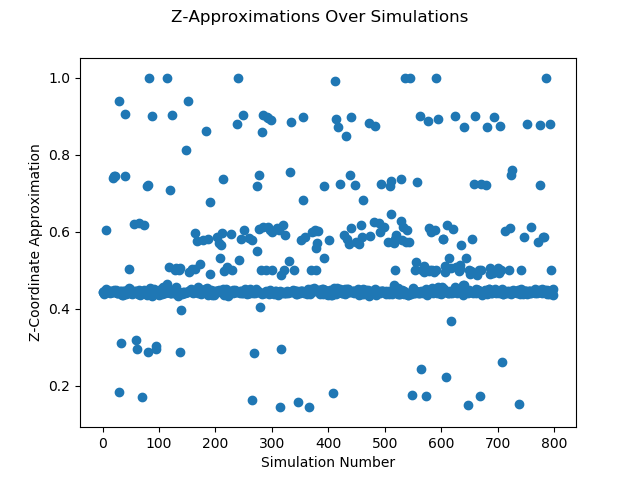 Z-Approximations Over Simulations
1.0
0.8
0.6
0.4
0.2
Z-Coordinate Approximation
0 100 200 300 400 500 600 700 800
Simulation Number